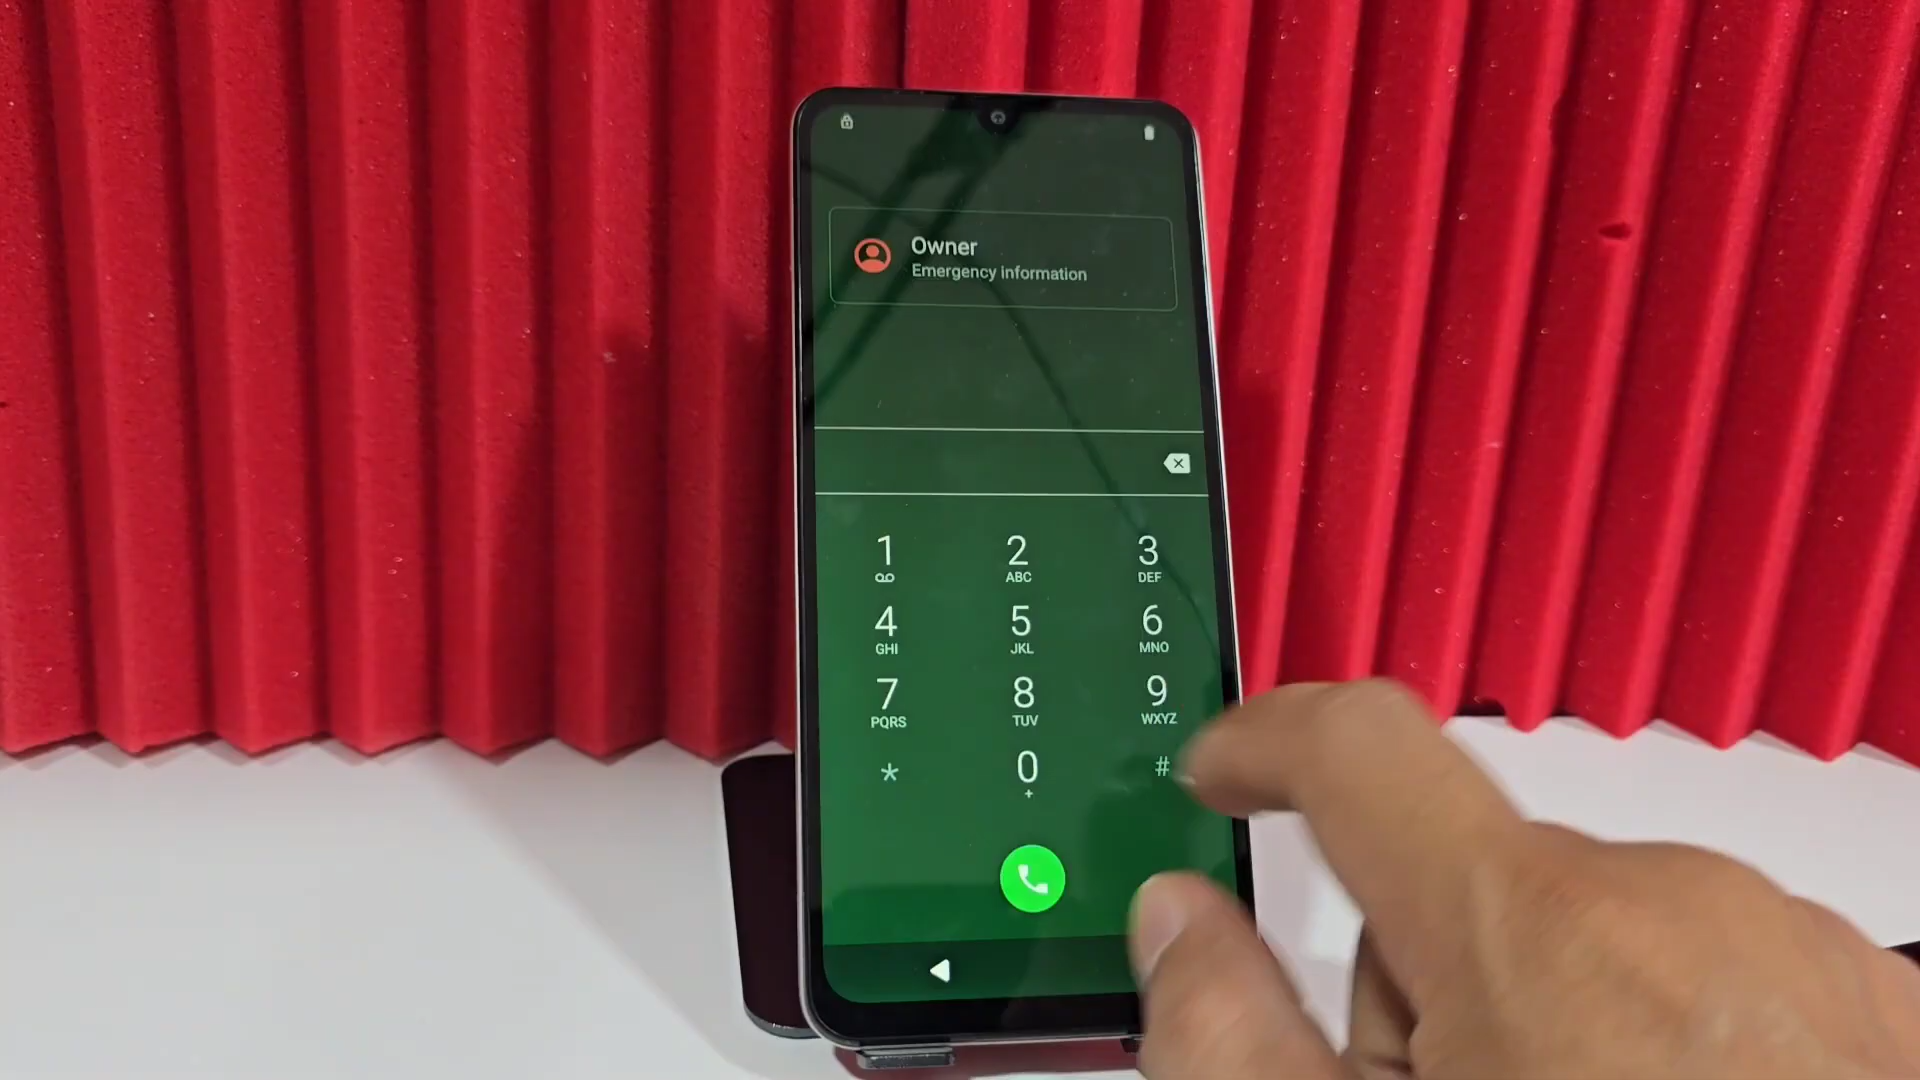 Owner
Emergency information
1 2 3
ABC DEF
4 5 6
GHI JKL MNO
7 8 9
PQRS TUV WXYZ
* 0 #
+